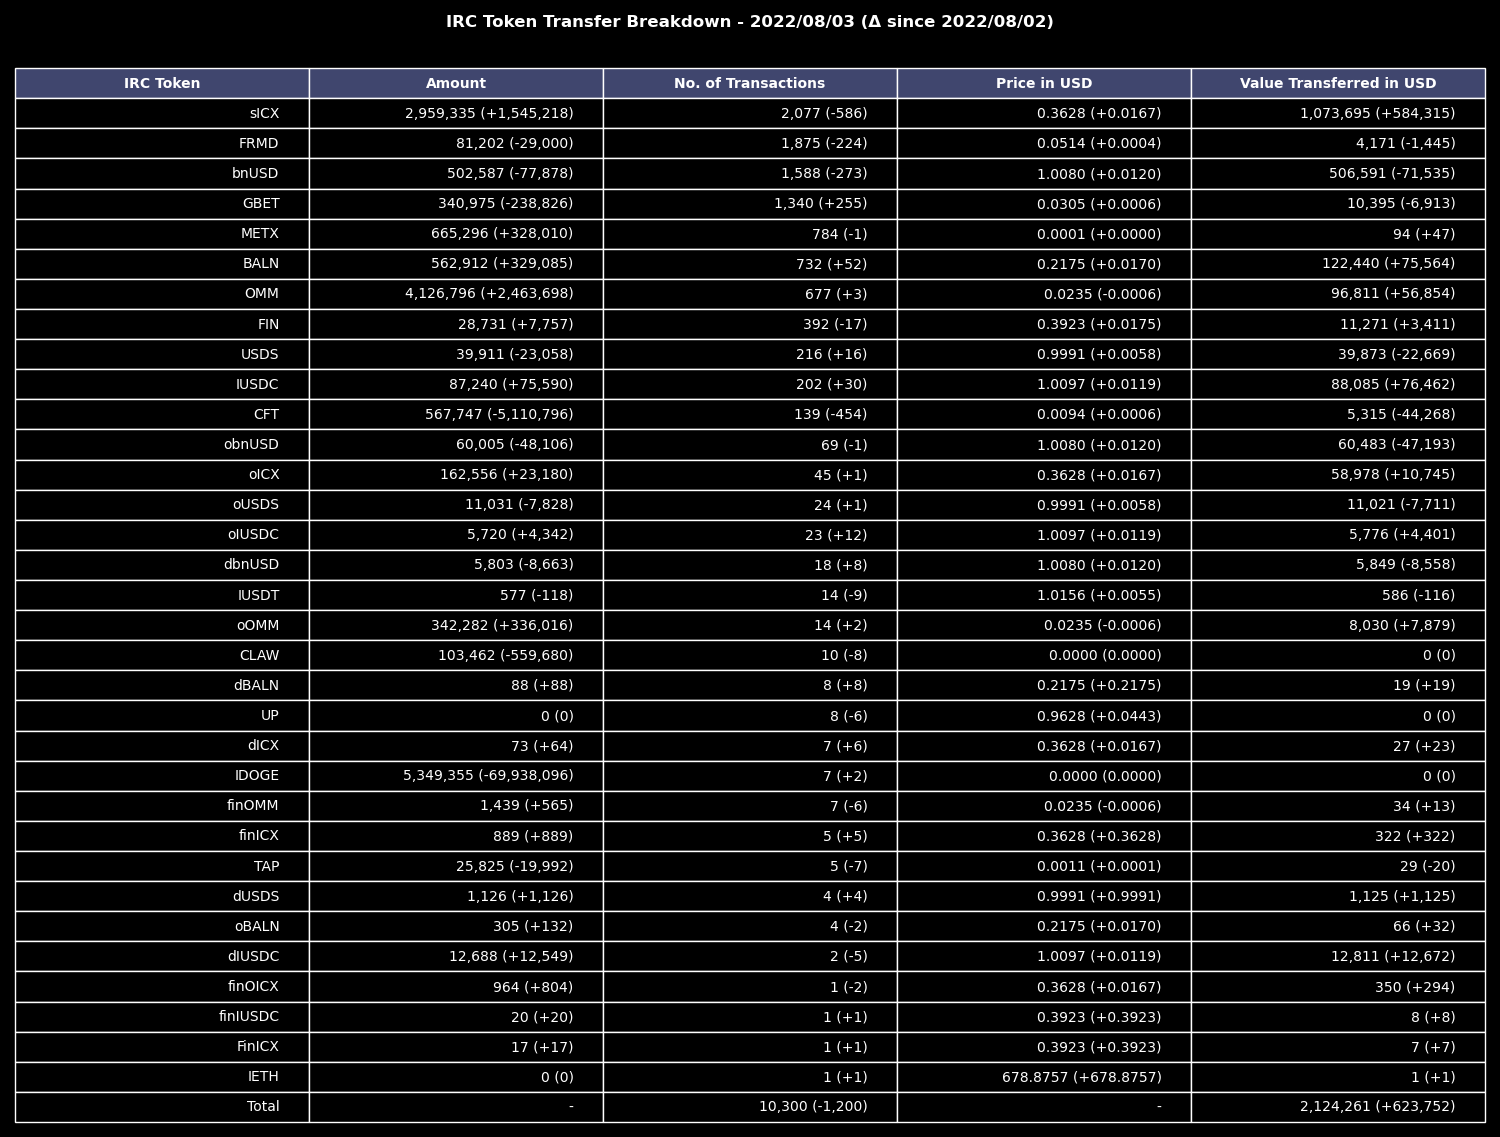 IRC Token Transfer Breakdown - 2022/08/03 (Δ since 2022/08/02)
IRC Token Amount No. of Transactions Price in USD Value Transferred in USD
sICX 2,959,335 (+1,545,218) 2,077 (-586) 0.3628 (+0.0167) 1,073,695 (+584,315)
FRMD 81,202 (-29,000) 1,875 (-224) 0.0514 (+0.0004) 4,171 (-1,445)
bnUSD 502,587 (-77,878) 1,588 (-273) 1.0080 (+0.0120) 506,591 (-71,535)
GBET 340,975 (-238,826) 1,340 (+255) 0.0305 (+0.0006) 10,395 (-6,913)
METX 665,296 (+328,010) 784 (-1) 0.0001 (+0.0000) 94 (+47)
BALN 562,912 (+329,085) 732 (+52) 0.2175 (+0.0170) 122,440 (+75,564)
OMM 4,126,796 (+2,463,698) 677 (+3) 0.0235 (-0.0006) 96,811 (+56,854)
FIN 28,731 (+7,757) 392 (-17) 0.3923 (+0.0175) 11,271 (+3,411)
USDS 39,911 (-23,058) 216 (+16) 0.9991 (+0.0058) 39,873 (-22,669)
IUSDC 87,240 (+75,590) 202 (+30) 1.0097 (+0.0119) 88,085 (+76,462)
CFT 567,747 (-5,110,796) 139 (-454) 0.0094 (+0.0006) 5,315 (-44,268)
obnUSD 60,005 (-48,106) 69 (-1) 1.0080 (+0.0120) 60,483 (-47,193)
oICX 162,556 (+23,180) 45 (+1) 0.3628 (+0.0167) 58,978 (+10,745)
oUSDS 11,031 (-7,828) 24 (+1) 0.9991 (+0.0058) 11,021 (-7,711)
oIUSDC 5,720 (+4,342) 23 (+12) 1.0097 (+0.0119) 5,776 (+4,401)
dbnUSD 5,803 (-8,663) 18 (+8) 1.0080 (+0.0120) 5,849 (-8,558)
IUSDT 577 (-118) 14 (-9) 1.0156 (+0.0055) 586 (-116)
oOMM 342,282 (+336,016) 14 (+2) 0.0235 (-0.0006) 8,030 (+7,879)
CLAW 103,462 (-559,680) 10 (-8) 0.0000 (0.0000) 0 (0)
dBALN 88 (+88) 8 (+8) 0.2175 (+0.2175) 19 (+19)
UP 0 (0) 8 (-6) 0.9628 (+0.0443) 0 (0)
dICX 73 (+64) 7 (+6) 0.3628 (+0.0167) 27 (+23)
IDOGE 5,349,355 (-69,938,096) 7 (+2) 0.0000 (0.0000) 0 (0)
finOMM 1,439 (+565) 7 (-6) 0.0235 (-0.0006) 34 (+13)
finICX 889 (+889) 5 (+5) 0.3628 (+0.3628) 322 (+322)
TAP 25,825 (-19,992) 5 (-7) 0.0011 (+0.0001) 29 (-20)
dUSDS 1,126 (+1,126) 4 (+4) 0.9991 (+0.9991) 1,125 (+1,125)
oBALN 305 (+132) 4 (-2) 0.2175 (+0.0170) 66 (+32)
dIUSDC 12,688 (+12,549) 2 (-5) 1.0097 (+0.0119) 12,811 (+12,672)
finOICX 964 (+804) 1 (-2) 0.3628 (+0.0167) 350 (+294)
finIUSDC 20 (+20) 1 (+1) 0.3923 (+0.3923) 8 (+8)
FinICX 17 (+17) 1 (+1) 0.3923 (+0.3923) 7 (+7)
IETH 0 (0) 1 (+1) 678.8757 (+678.8757) 1 (+1)
Total - 10,300 (-1,200) - 2,124,261 (+623,752)